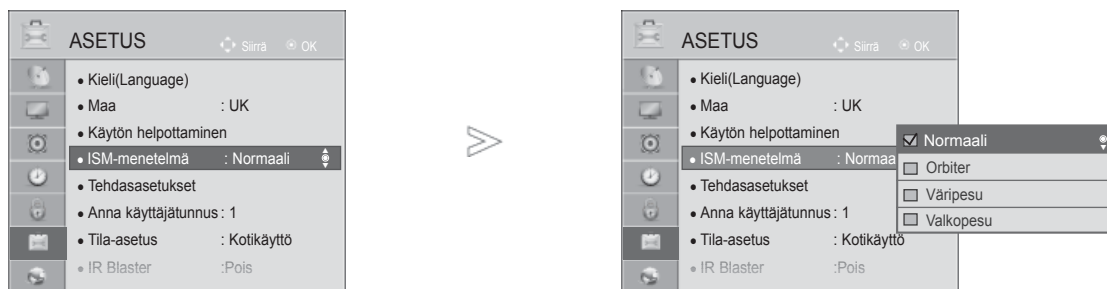 ASETUS Siirrä OK
• Kieli(Language)
• Maa : UK
• Käytön helpottaminen
• ISM-menetelmä : Normaali
• Tehdasasetukset
• Anna käyttäjätunnus : 1
• Tila-asetus : Kotikäyttö
• IR Blaster :Pois
ASETUS Siirrä OK
• Kieli(Language)
• Maa : UK
• Käytön helpottaminen
• ISM-menetelmä : Normaa
• Tehdasasetukset
• Anna käyttäjätunnus : 1
• Tila-asetus : Kotikäyttö
• IR Blaster :Pois
Normaali
Orbiter
Väripesu
Valkopesu